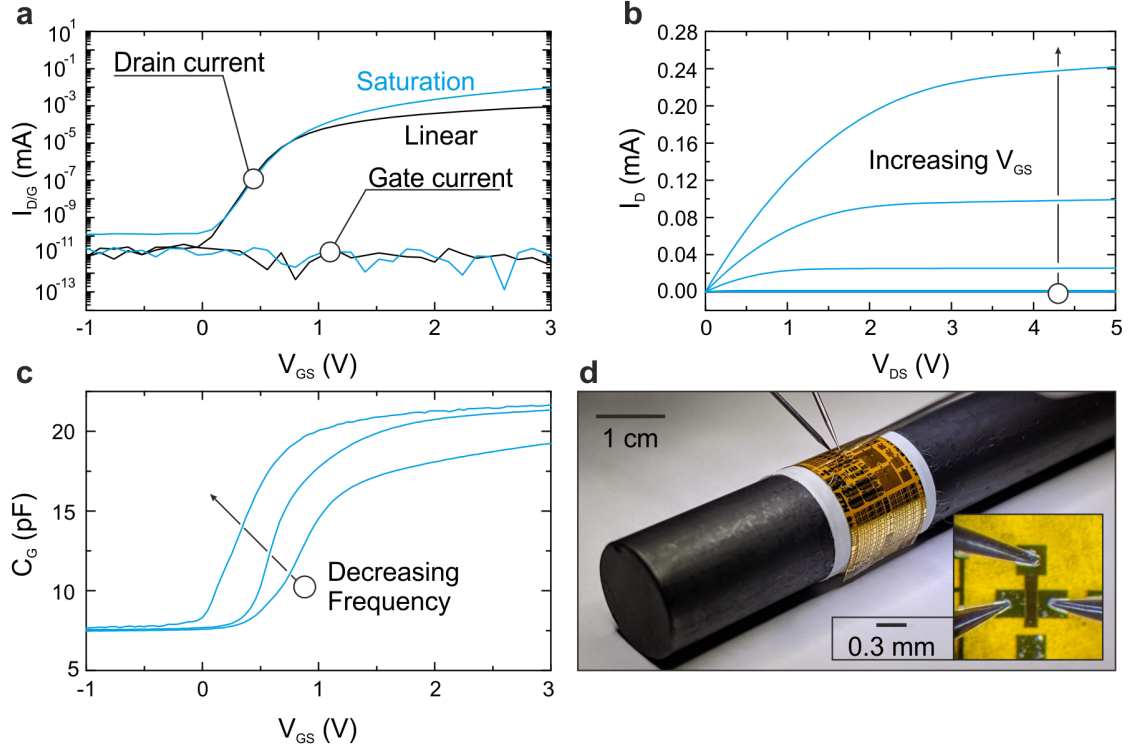 a
10¹
10⁻¹
10⁻³
10⁻⁵
10⁻⁷
10⁻⁹
10⁻¹¹
10⁻¹³
I_D/G (mA)
Drain current
Saturation
Linear
Gate current
-1
0
1
2
3
V_GS (V)
b
0.28
0.24
0.20
0.16
0.12
0.08
0.04
0.00
I_D (mA)
Increasing V_GS
0
1
2
3
4
5
V_DS (V)
c
20
15
10
5
C_G (pF)
Decreasing
Frequency
-1
0
1
2
3
V_GS (V)
d
1 cm
0.3 mm